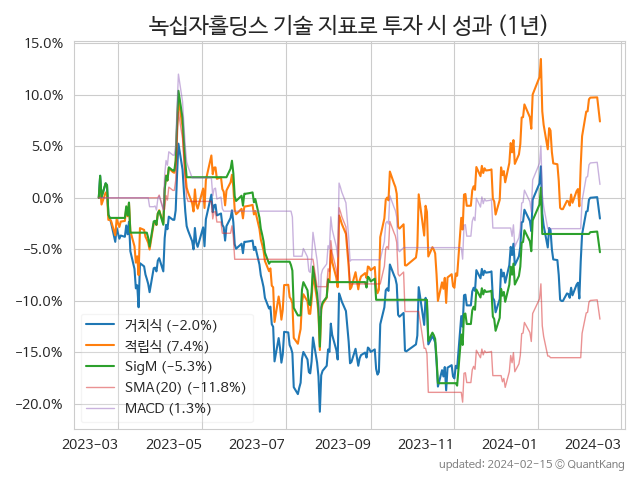 녹십자홀딩스 기술 지표로 투자 시 성과 (1년)
15.0%
10.0%
5.0%
0.0%
−5.0%
−10.0%
−15.0%
−20.0%
거치식 (−2.0%)
적립식 (7.4%)
SigM (−5.3%)
SMA(20) (−11.8%)
MACD (1.3%)
2023-03 2023-05 2023-07 2023-09 2023-11 2024-01 2024-03
updated: 2024-02-15 ⓒ QuantKang